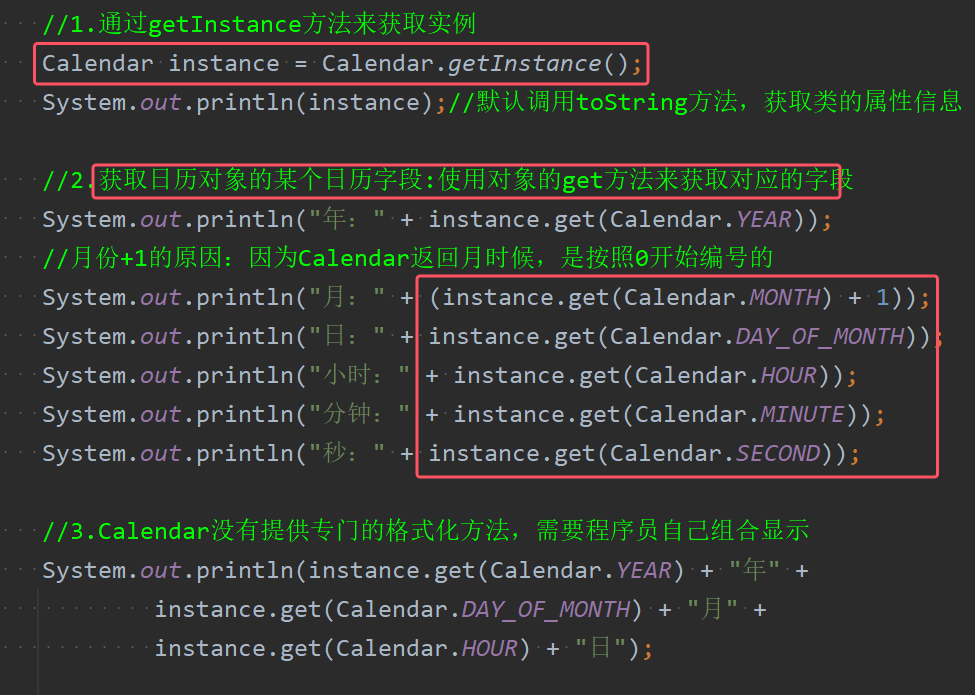 //1.通过getInstance方法来获取实例
Calendar instance = Calendar.getInstance();
System.out.println(instance);//默认调用toString方法，获取类的属性信息
//2.获取日历对象的某个日历字段:使用对象的get方法来获取对应的字段
System.out.println("年：" + instance.get(Calendar.YEAR));
//月份+1的原因：因为Calendar返回月时候，是按照0开始编号的
System.out.println("月：" + (instance.get(Calendar.MONTH) + 1));
System.out.println("日：" + instance.get(Calendar.DAY_OF_MONTH));
System.out.println("小时：" + instance.get(Calendar.HOUR));
System.out.println("分钟：" + instance.get(Calendar.MINUTE));
System.out.println("秒：" + instance.get(Calendar.SECOND));
//3.Calendar没有提供专门的格式化方法，需要程序员自己组合显示
System.out.println(instance.get(Calendar.YEAR) + "年" +
instance.get(Calendar.DAY_OF_MONTH) + "月" +
instance.get(Calendar.HOUR) + "日");